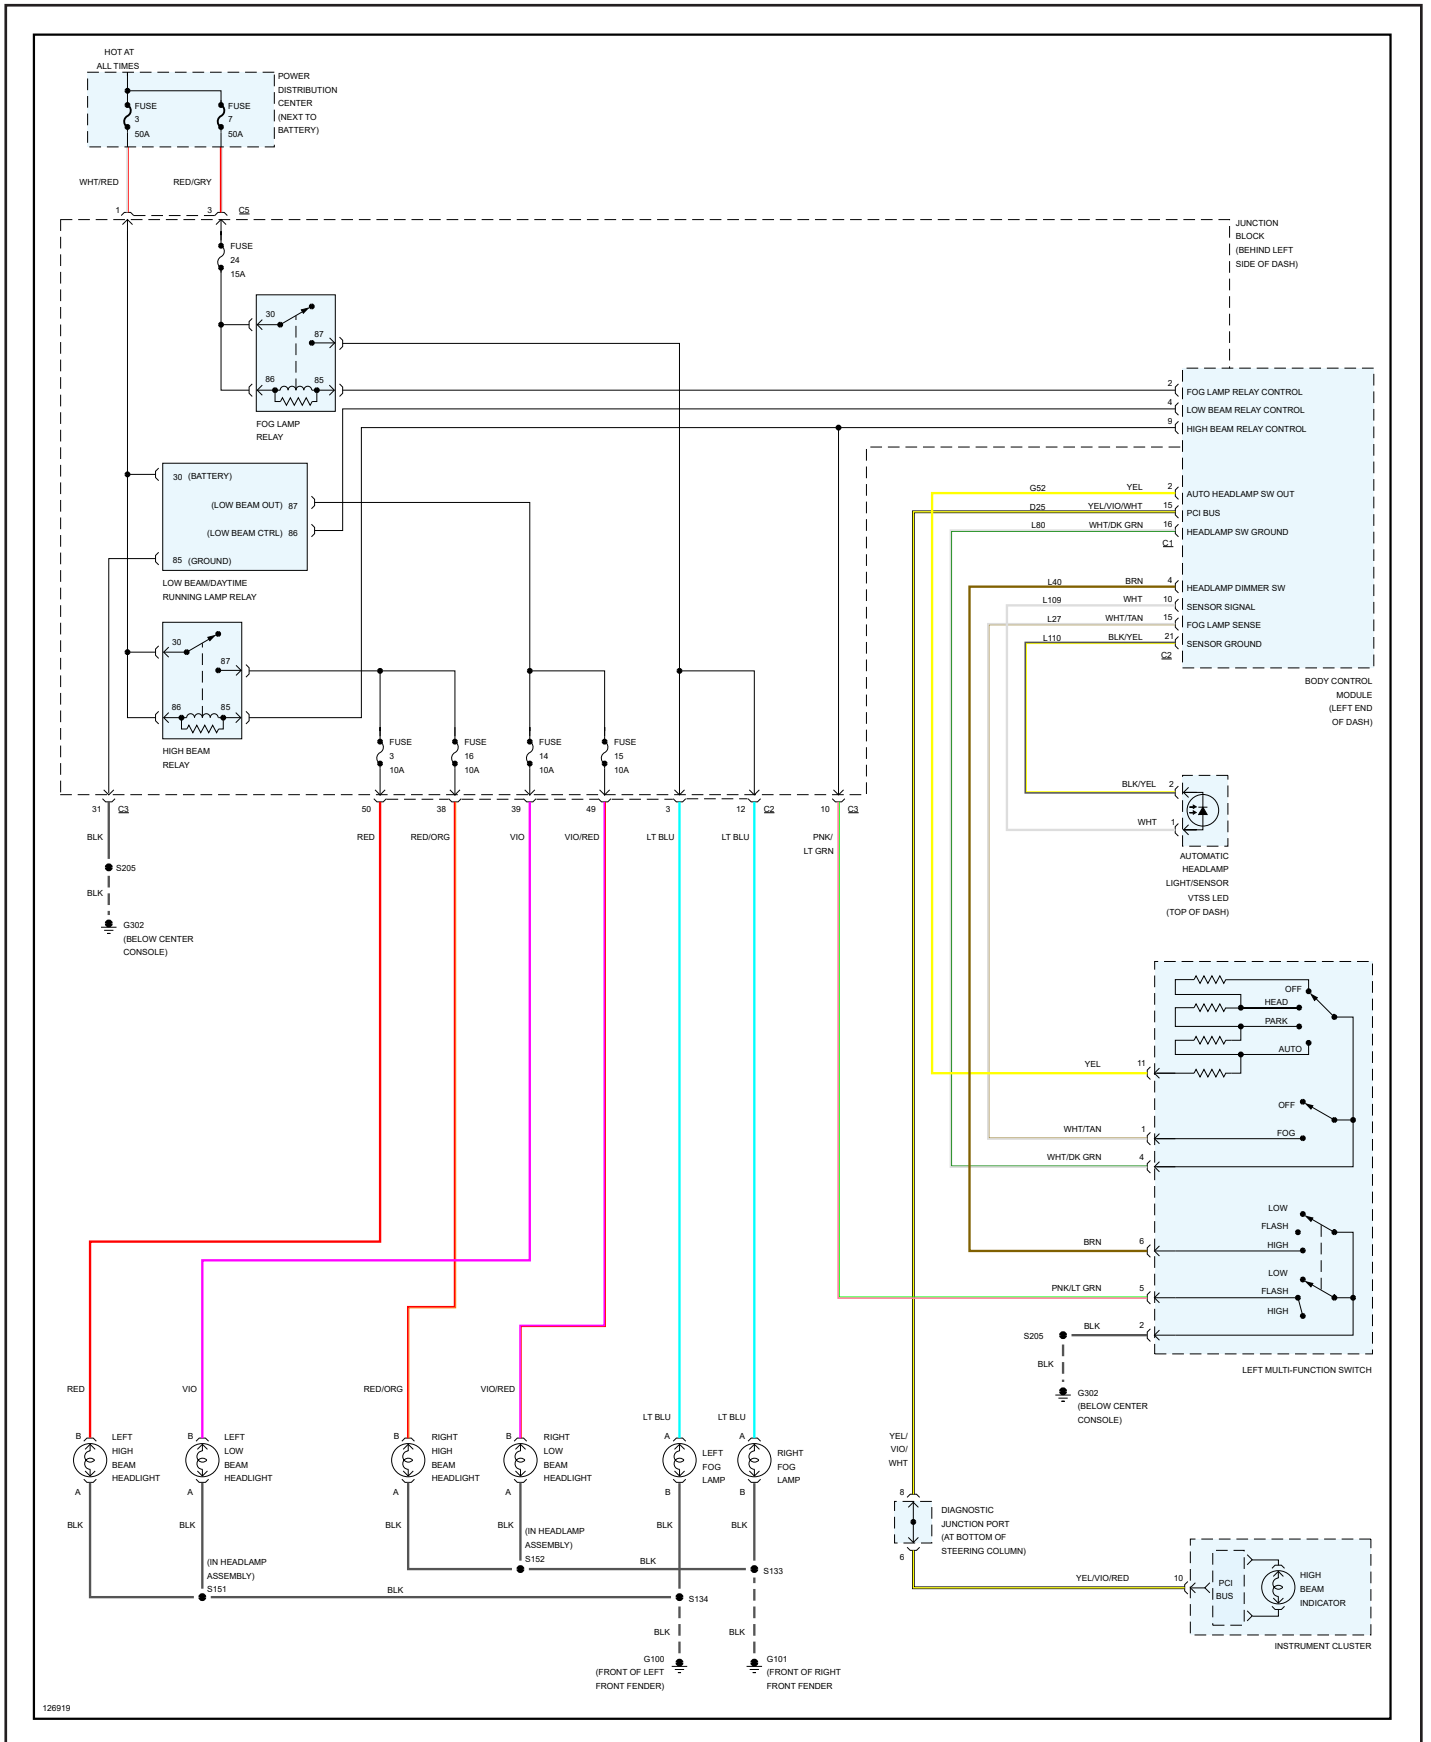 HOT AT
ALL TIMES
POWER
DISTRIBUTION
CENTER
(NEXT TO
BATTERY)
FUSE
3
50A
FUSE
7
50A
WHT/RED
RED/GRY
1
3
C5
JUNCTION
BLOCK
(BEHIND LEFT
SIDE OF DASH)
FUSE
24
15A
30
87
86
85
FOG LAMP
RELAY
2
FOG LAMP RELAY CONTROL
4
LOW BEAM RELAY CONTROL
9
HIGH BEAM RELAY CONTROL
30 (BATTERY)
(LOW BEAM OUT) 87
(LOW BEAM CTRL) 86
85 (GROUND)
LOW BEAM/DAYTIME
RUNNING LAMP RELAY
G52 YEL 2 AUTO HEADLAMP SW OUT
D25 YEL/VIO/WHT 15 PCI BUS
L80 WHT/DK GRN 16 HEADLAMP SW GROUND
C1
L40 BRN 4 HEADLAMP DIMMER SW
L109 WHT 10 SENSOR SIGNAL
L27 WHT/TAN 15 FOG LAMP SENSE
L110 BLK/YEL 21 SENSOR GROUND
C2
BODY CONTROL
MODULE
(LEFT END
OF DASH)
30
87
86
85
HIGH BEAM
RELAY
FUSE
3
10A
FUSE
16
10A
FUSE
14
10A
FUSE
15
10A
31 C3
50
38
39
49
3
12 C2
10 C3
BLK
RED
RED/ORG
VIO
VIO/RED
LT BLU
LT BLU
PNK/
LT GRN
S205
BLK
G302
(BELOW CENTER
CONSOLE)
BLK/YEL 2
WHT 1
AUTOMATIC
HEADLAMP
LIGHT/SENSOR
VTSS LED
(TOP OF DASH)
OFF
HEAD
PARK
AUTO
YEL 11
OFF
FOG
WHT/TAN 1
WHT/DK GRN 4
LOW
FLASH
HIGH
BRN 6
LOW
FLASH
HIGH
PNK/LT GRN 5
BLK 2
S205
BLK
G302
(BELOW CENTER
CONSOLE)
LEFT MULTI-FUNCTION SWITCH
RED
VIO
RED/ORG
VIO/RED
LT BLU
LT BLU
B
LEFT
HIGH
BEAM
HEADLIGHT
A
B
LEFT
LOW
BEAM
HEADLIGHT
A
B
RIGHT
HIGH
BEAM
HEADLIGHT
A
B
RIGHT
LOW
BEAM
HEADLIGHT
A
A
LEFT
FOG
LAMP
B
A
RIGHT
FOG
LAMP
B
BLK
BLK
BLK
BLK
BLK
BLK
(IN HEADLAMP
ASSEMBLY)
S151
(IN HEADLAMP
ASSEMBLY)
S152
BLK
S133
BLK
S134
BLK
BLK
G100
(FRONT OF LEFT
FRONT FENDER)
G101
(FRONT OF RIGHT
FRONT FENDER
YEL/
VIO/
WHT
8
DIAGNOSTIC
JUNCTION PORT
(AT BOTTOM OF
STEERING COLUMN)
6
YEL/VIO/RED 10
PCI
BUS
HIGH
BEAM
INDICATOR
INSTRUMENT CLUSTER
126919